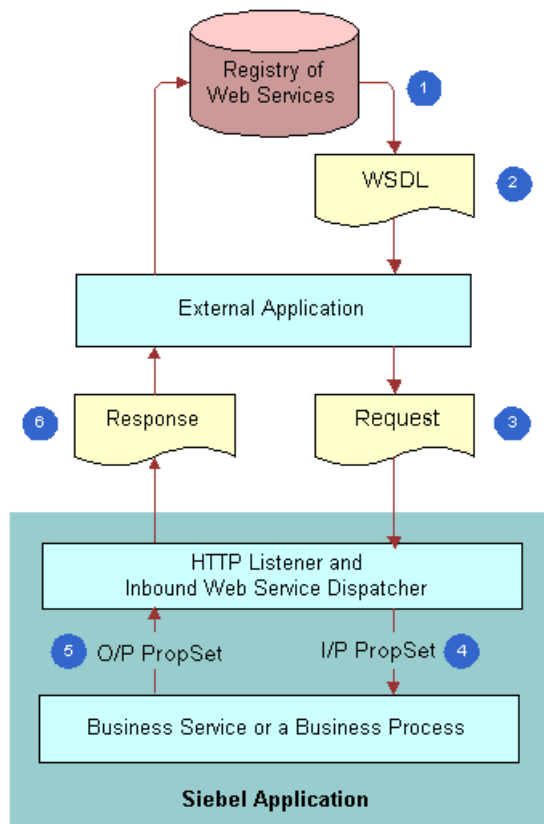 Registry of
Web Services
1
WSDL
2
External Application
6
Response
Request
3
HTTP Listener and
Inbound Web Service Dispatcher
5
O/P PropSet
I/P PropSet
4
Business Service or a Business Process
Siebel Application